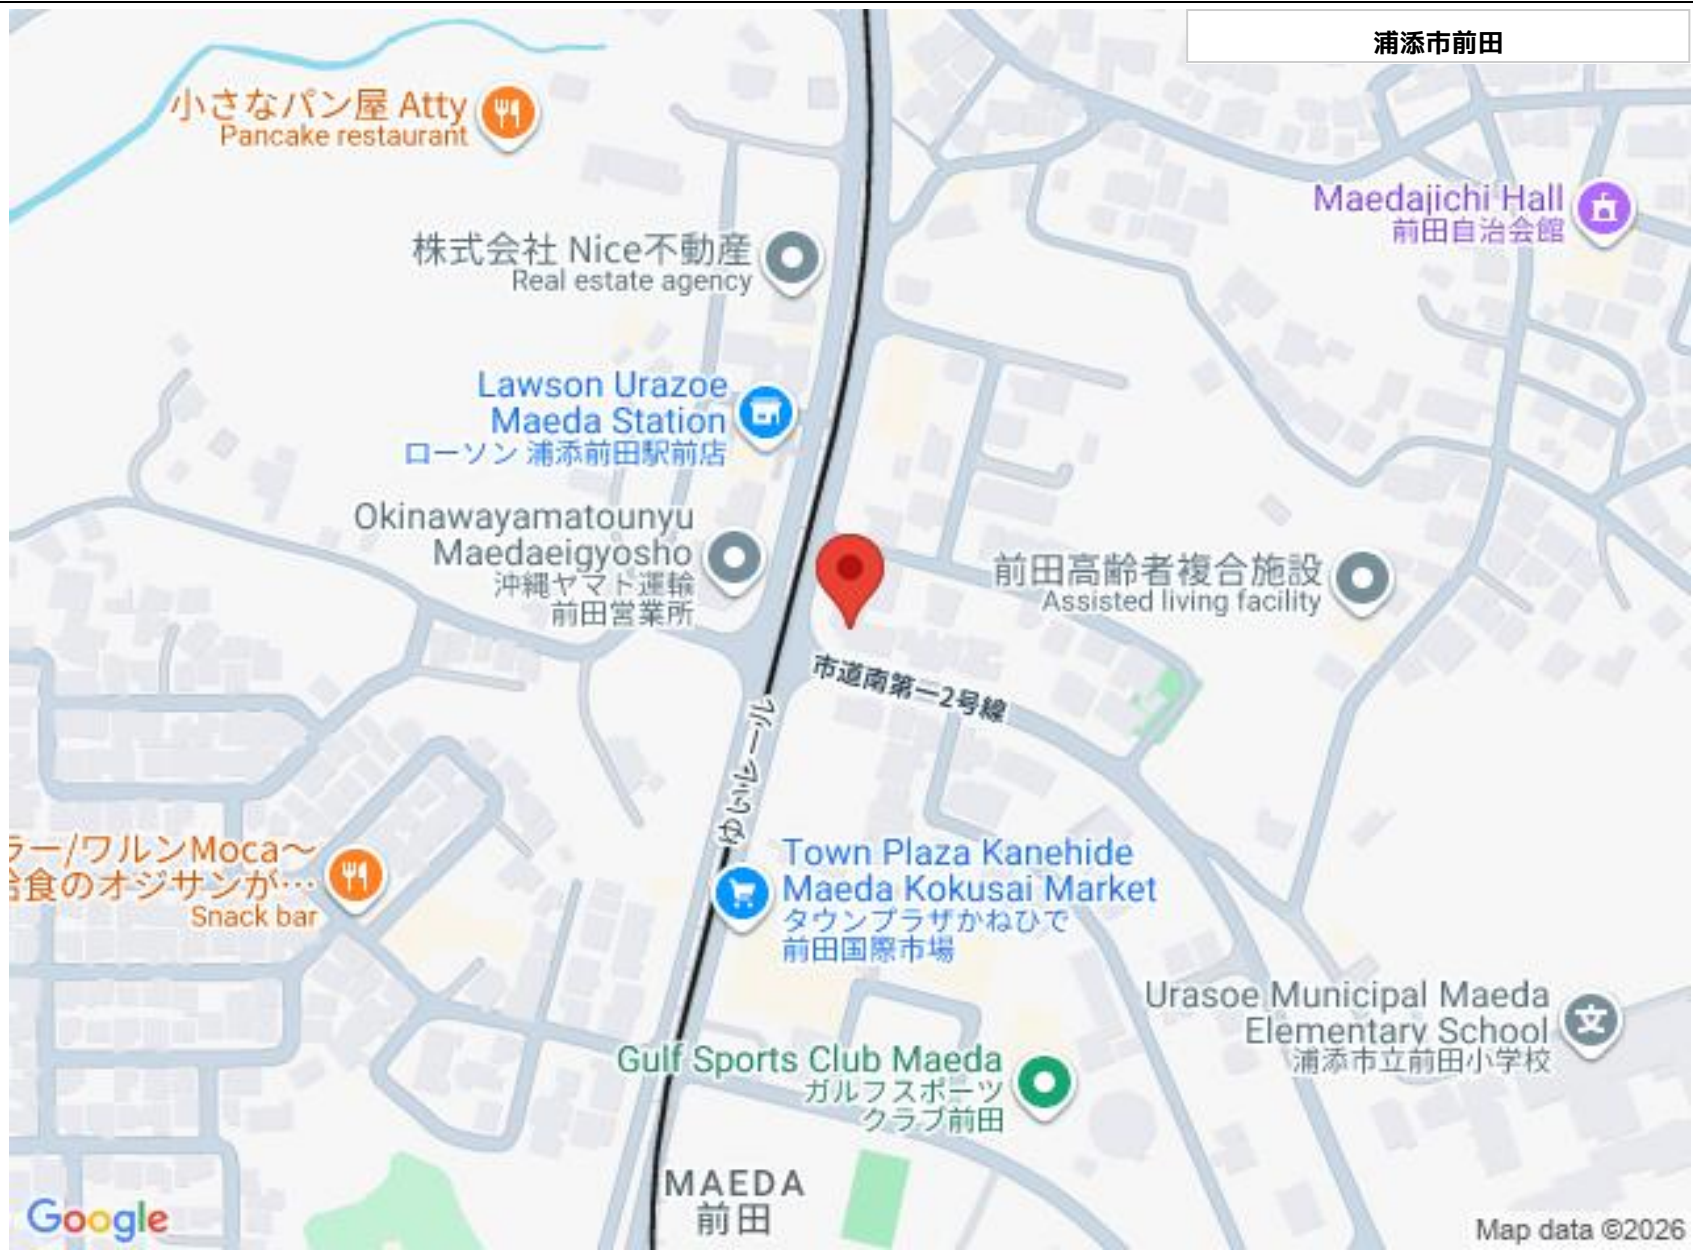 浦添市前田
小さなパン屋 Atty
Pancake restaurant
Maedajichi Hall
前田自治会館
株式会社 Nice不動産
Real estate agency
Lawson Urazoe
Maeda Station
ローソン 浦添前田駅前店
Okinawayamatounyu
Maedaeigyosho
沖縄ヤマト運輸
前田営業所
前田高齢者複合施設
Assisted living facility
市道南第一2号線
ゆいレール
ラー/ワルンMoca～
給食のオジサンが…
Snack bar
Town Plaza Kanehide
Maeda Kokusai Market
タウンプラザかねひで
前田国際市場
Urasoe Municipal Maeda
Elementary School
浦添市立前田小学校
Gulf Sports Club Maeda
ガルフスポーツ
クラブ前田
MAEDA
前田
Google
Map data ©2026